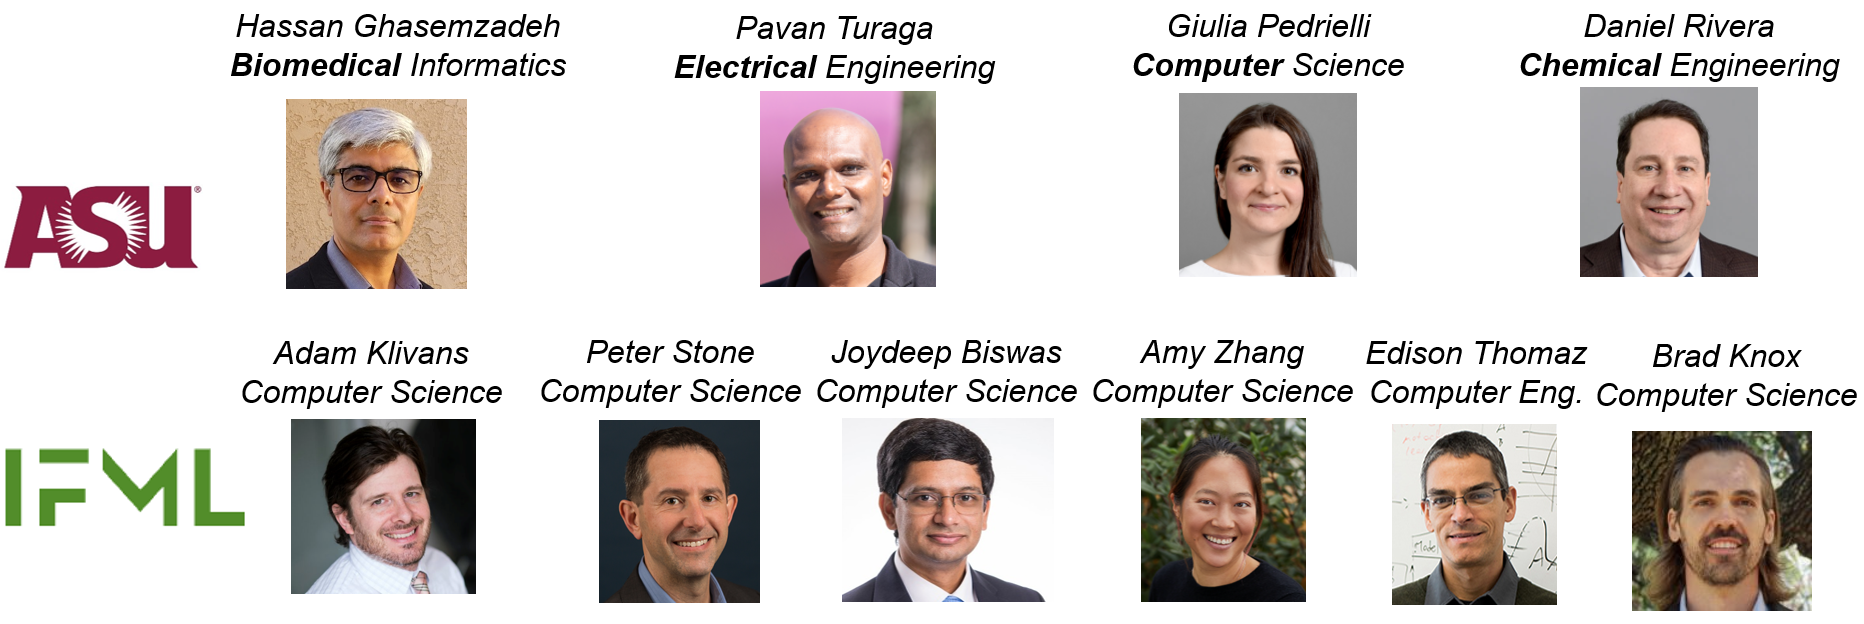 Hassan Ghasemzadeh
Biomedical Informatics
Pavan Turaga
Electrical Engineering
Giulia Pedrielli
Computer Science
Daniel Rivera
Chemical Engineering
ASU®
Adam Klivans
Computer Science
Peter Stone
Computer Science
Joydeep Biswas
Computer Science
Amy Zhang
Computer Science
Edison Thomaz
Computer Eng.
Brad Knox
Computer Science
IFML
Model